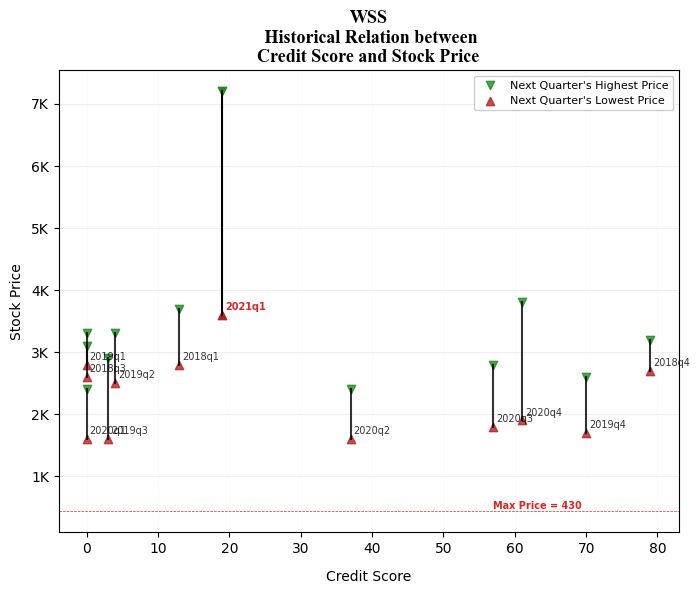 WSS
Historical Relation between
Credit Score and Stock Price
Next Quarter's Highest Price
Next Quarter's Lowest Price
7K
6K
5K
4K
3K
2K
1K
Stock Price
2021q1
2019q1
2018q3
2019q2
2018q1
2018q4
2020q1
2019q3
2020q2
2020q3
2020q4
2019q4
Max Price = 430
0 10 20 30 40 50 60 70 80
Credit Score